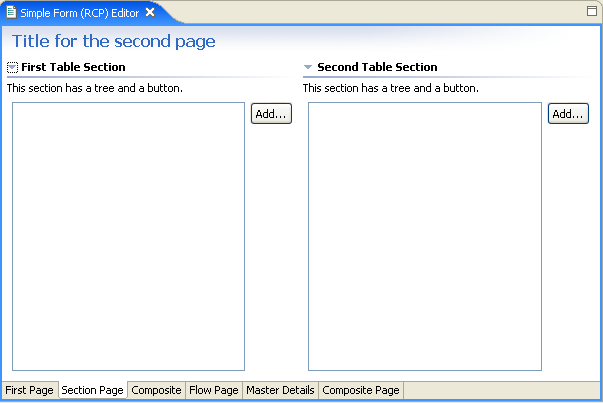 Simple Form (RCP) Editor
Title for the second page
First Table Section
This section has a tree and a button.
Add...
Second Table Section
This section has a tree and a button.
Add...
First Page Section Page Composite Flow Page Master Details Composite Page